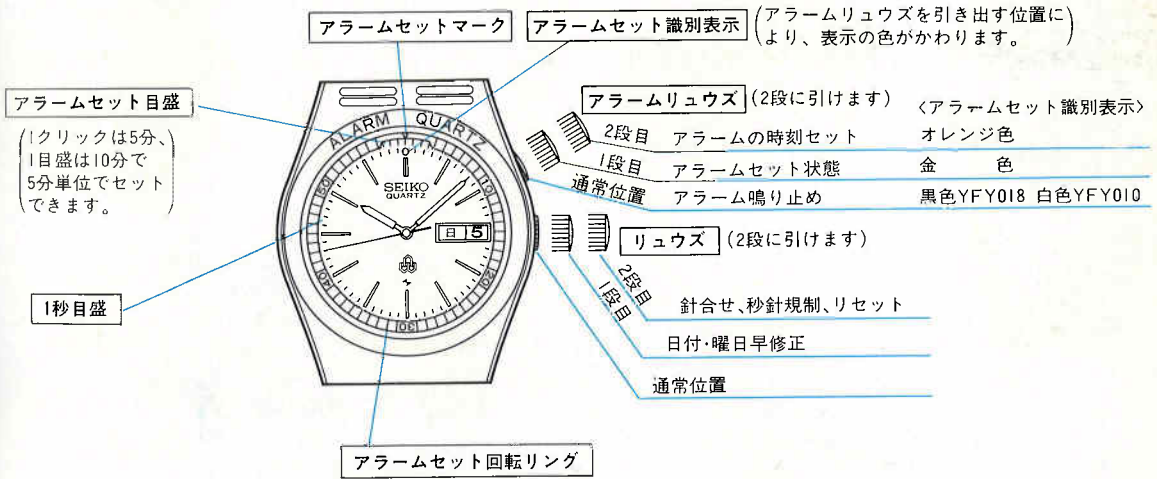 アラームセットマーク
アラームセット識別表示
(アラームリュウズを引き出す位置に
より、表示の色がかわります。)
アラームセット目盛
(1クリックは5分、
1目盛は10分で
5分単位でセット
できます。)
アラームリュウズ (2段に引けます)
〈アラームセット識別表示〉
2段目 アラームの時刻セット オレンジ色
1段目 アラームセット状態 金 色
通常位置 アラーム鳴り止め 黒色YFY018 白色YFY010
ALARM QUARTZ
10
20
30
40
50
SEIKO
QUARTZ
日 5
リュウズ (2段に引けます)
2段目 針合せ、秒針規制、リセット
1段目 日付・曜日早修正
通常位置
1秒目盛
アラームセット回転リング